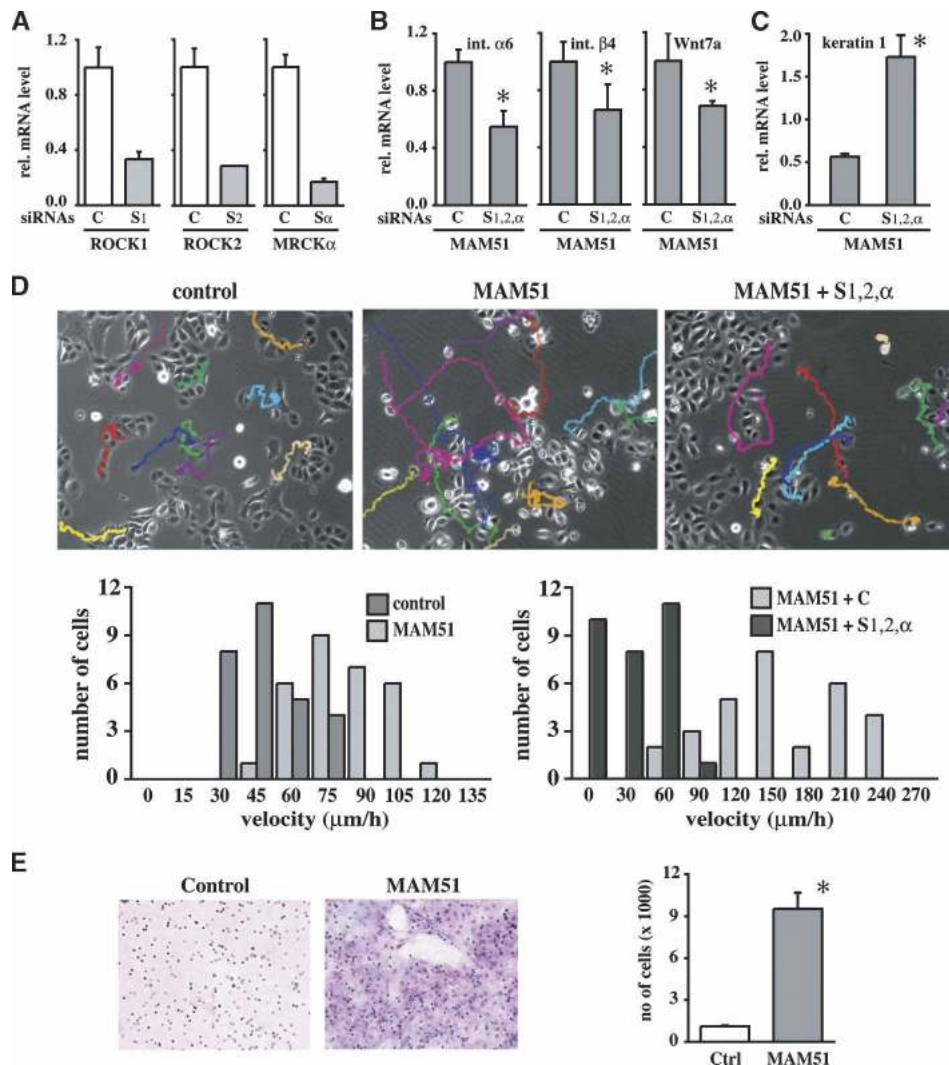 A
B
C
1.2
0.8
0.4
0.0
rel. mRNA level
siRNAs
C S1 C S2 C Sα
ROCK1 ROCK2 MRCKα
1.2
0.8
0.4
0
rel. mRNA level
int. α6 int. β4 Wnt7a
* * *
siRNAs
C S1,2,α C S1,2,α C S1,2,α
MAM51 MAM51 MAM51
2.0
1.5
1.0
0.5
0
rel. mRNA level
keratin 1 *
siRNAs
C S1,2,α
MAM51
D
control MAM51 MAM51 + S1,2,α
12
9
6
3
0
number of cells
control
MAM51
0 15 30 45 60 75 90 105 120 135
velocity (μm/h)
12
9
6
3
0
number of cells
MAM51 + C
MAM51 + S1,2,α
0 30 60 90 120 150 180 210 240 270
velocity (μm/h)
E
Control MAM51
12
9
6
3
0
no of cells (x 1000)
*
Ctrl MAM51